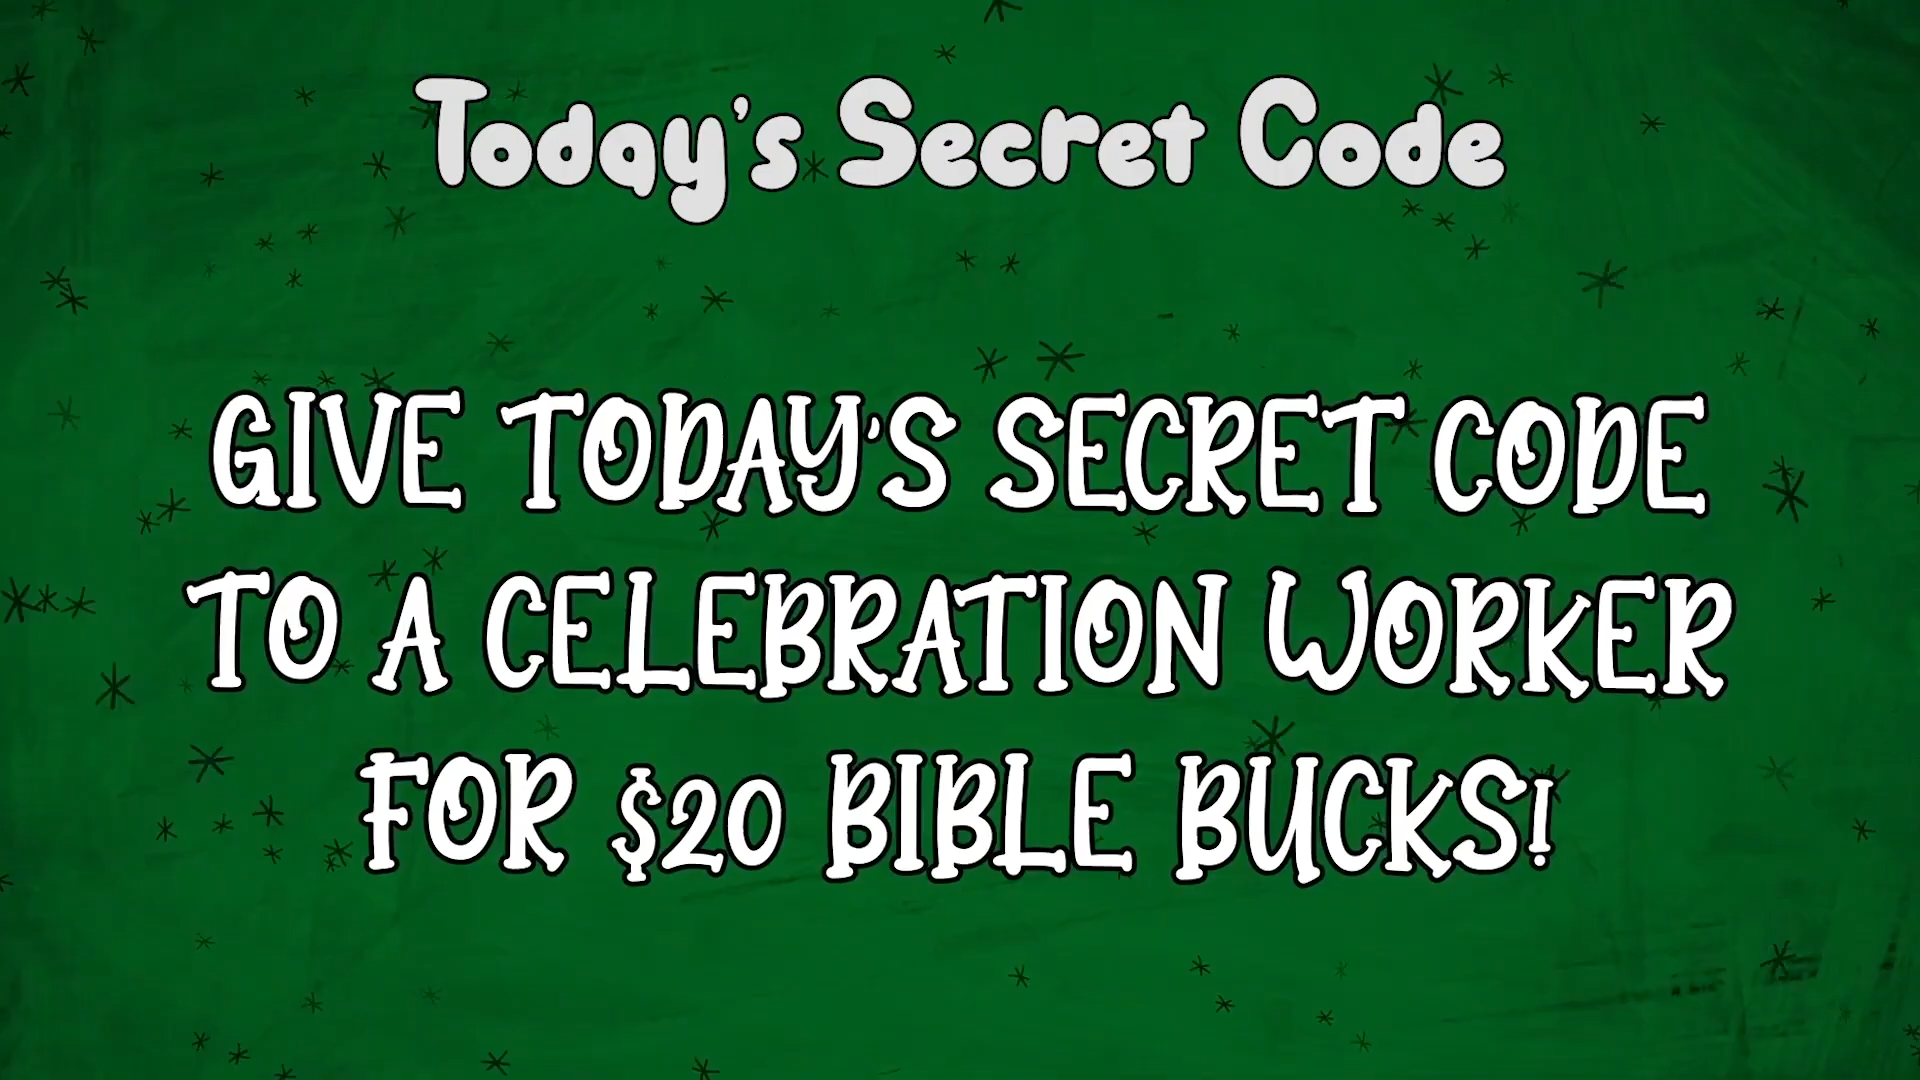 Today's Secret Code
GIVE TODAY'S SECRET CODE
TO A CELEBRATION WORKER
FOR $20 BIBLE BUCKS!